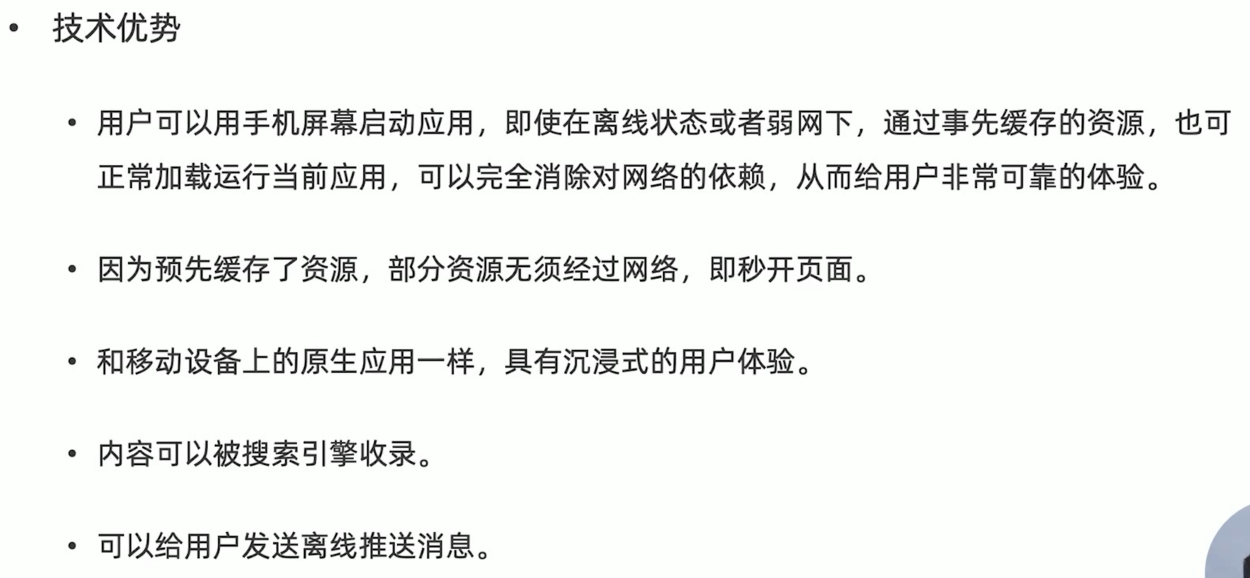 • 技术优势
• 用户可以用手机屏幕启动应用，即使在离线状态或者弱网下，通过事先缓存的资源，也可
正常加载运行当前应用，可以完全消除对网络的依赖，从而给用户非常可靠的体验。
• 因为预先缓存了资源，部分资源无须经过网络，即秒开页面。
• 和移动设备上的原生应用一样，具有沉浸式的用户体验。
• 内容可以被搜索引擎收录。
• 可以给用户发送离线推送消息。